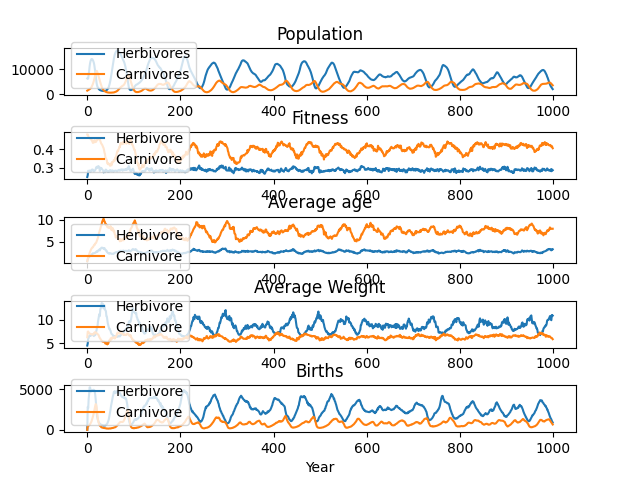 Population
Herbivores
Carnivores
10000
0
0 200 400 600 800 1000
Fitness
Herbivore
Carnivore
0.4
0.3
0 200 400 600 800 1000
Average age
Herbivore
Carnivore
10
5
0 200 400 600 800 1000
Average Weight
Herbivore
Carnivore
10
5
0 200 400 600 800 1000
Births
Herbivore
Carnivore
5000
0
0 200 400 600 800 1000
Year